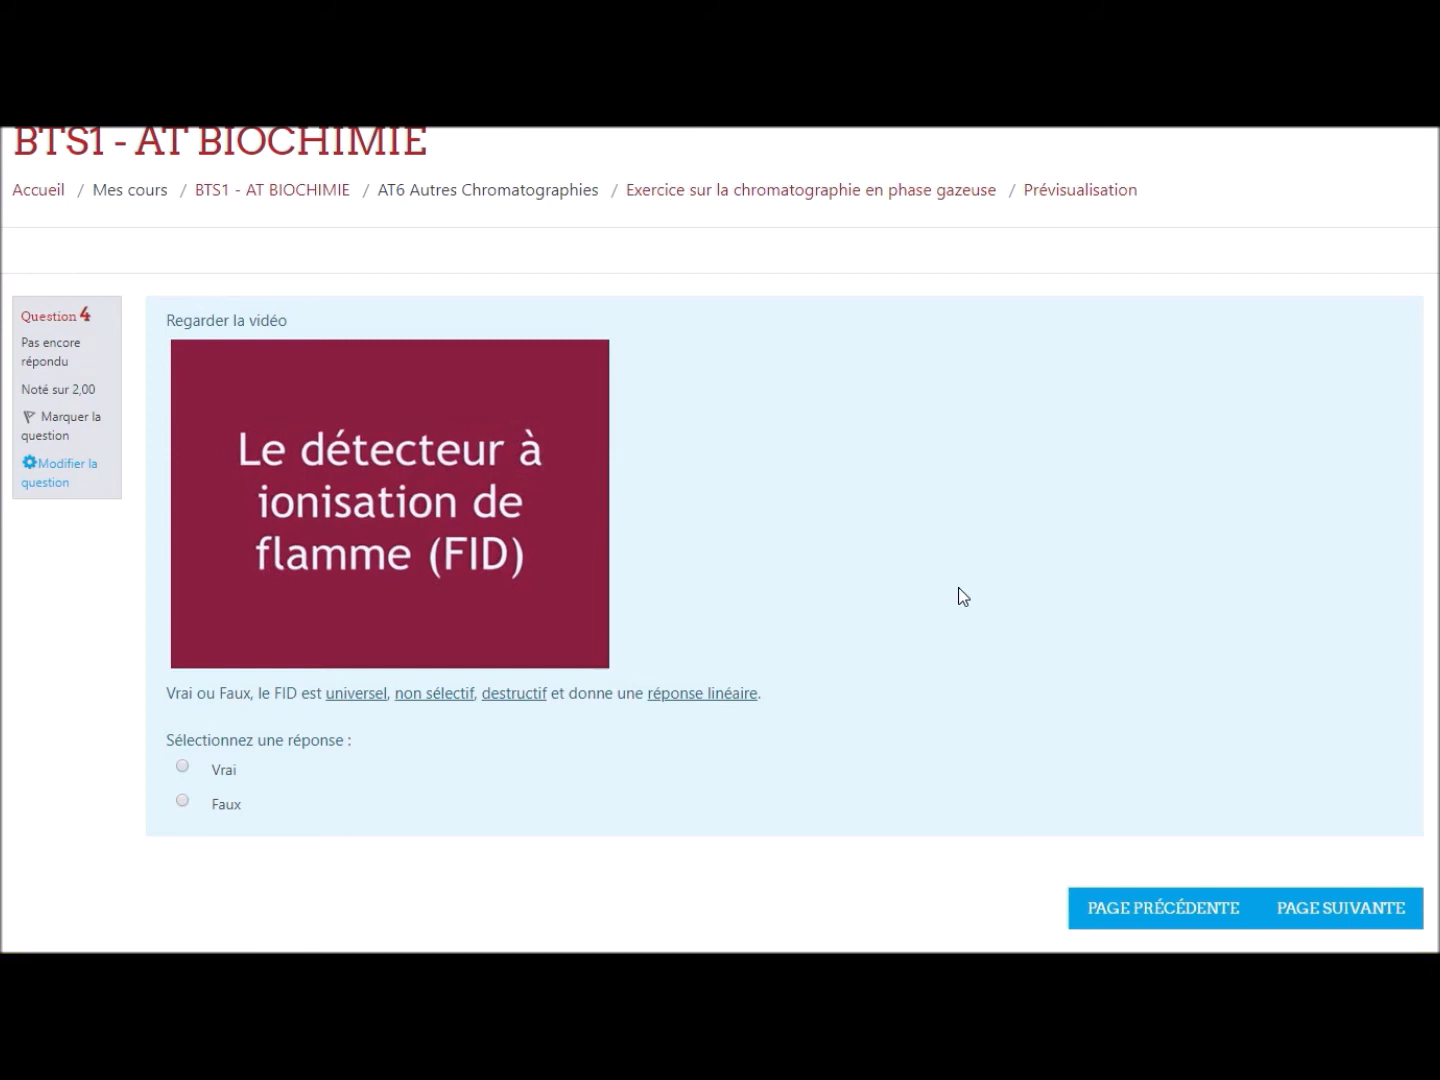 BTS1 - AT BIOCHIMIE
Accueil / Mes cours / BTS1 - AT BIOCHIMIE / AT6 Autres Chromatographies / Exercice sur la chromatographie en phase gazeuse / Prévisualisation
Question 4
Pas encore
répondu
Noté sur 2,00
Marquer la
question
Modifier la
question
Regarder la vidéo
Le détecteur à
ionisation de
flamme (FID)
Vrai ou Faux, le FID est universel, non sélectif, destructif et donne une réponse linéaire.
Sélectionnez une réponse :
Vrai
Faux
PAGE PRÉCÉDENTE PAGE SUIVANTE